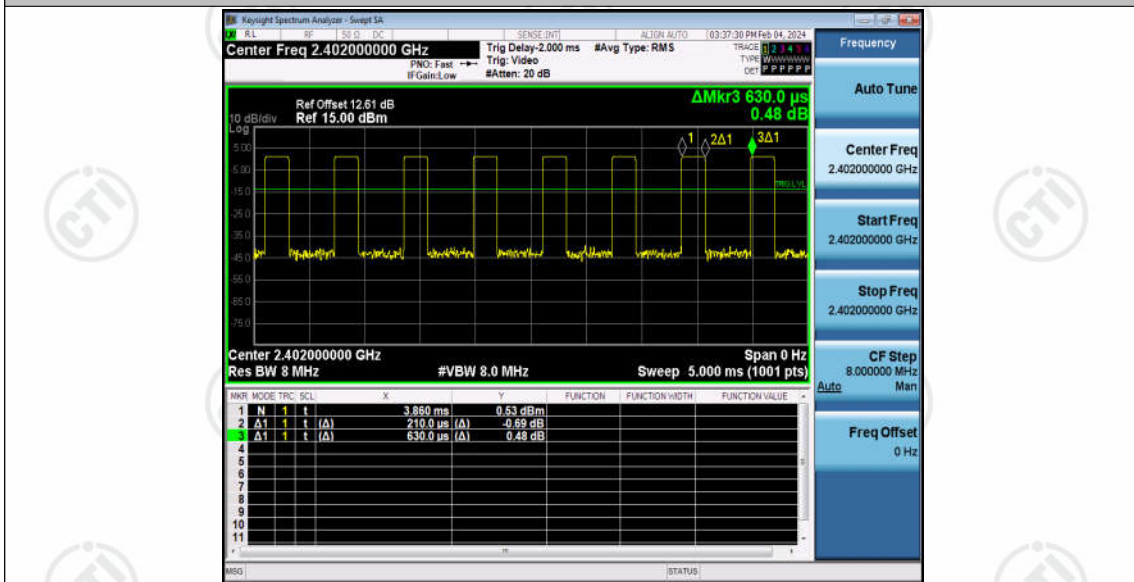 Keysight Spectrum Analyzer - Swept SA
RL RF 50 Ω DC SENSE:INT ALIGN AUTO 03:37:30 PM Feb 04, 2024
Center Freq 2.402000000 GHz
PNO: Fast
IFGain:Low
Trig Delay-2.000 ms
Trig: Video
#Atten: 20 dB
#Avg Type: RMS
TRACE 1 2 3 4 5 6
TYPE WWWWWW
DET P P P P P P
Frequency
Auto Tune
Center Freq
2.402000000 GHz
Start Freq
2.402000000 GHz
Stop Freq
2.402000000 GHz
CF Step
8.000000 MHz
Auto Man
Freq Offset
0 Hz
ΔMkr3 630.0 µs
0.48 dB
Ref Offset 12.61 dB
10 dB/div Ref 15.00 dBm
Log
1 2Δ1 3Δ1
5.00
-5.00
-15.0
TRIG LVL
-25.0
-35.0
-45.0
-55.0
-65.0
-75.0
Center 2.402000000 GHz Span 0 Hz
Res BW 8 MHz #VBW 8.0 MHz Sweep 5.000 ms (1001 pts)
MKR MODE TRC SCL X Y FUNCTION FUNCTION WIDTH FUNCTION VALUE
1 N 1 t 3.860 ms 0.53 dBm
2 Δ1 1 t (Δ) 210.0 µs (Δ) -0.69 dB
3 Δ1 1 t (Δ) 630.0 µs (Δ) 0.48 dB
4
5
6
7
8
9
10
11
MSG STATUS
CTI
CTI